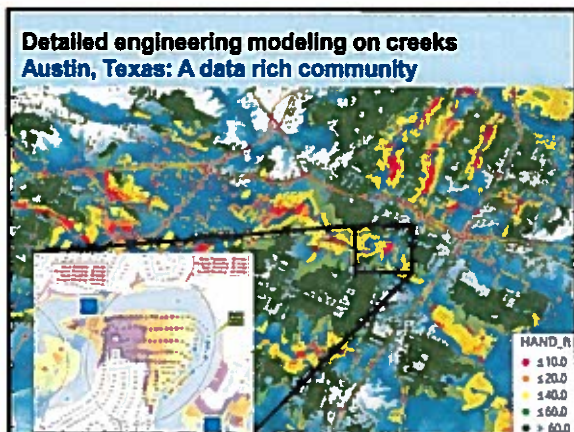 Detailed engineering modeling on creeks
Austin, Texas: A data rich community
HAND_ft
≤10.0
≤20.0
≤40.0
≤60.0
> 60.0